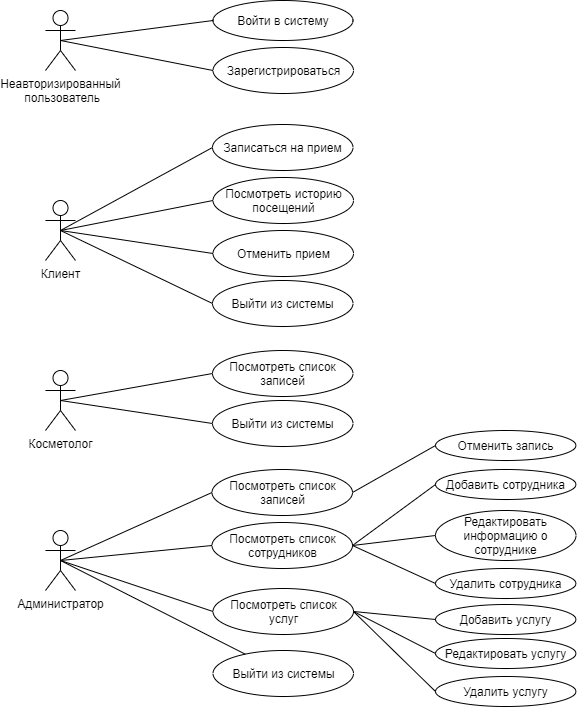 Войти в систему
Зарегистрироваться
Неавторизированный
пользователь
Записаться на прием
Посмотреть историю
посещений
Отменить прием
Выйти из системы
Клиент
Посмотреть список
записей
Выйти из системы
Косметолог
Посмотреть список
записей
Отменить запись
Посмотреть список
сотрудников
Добавить сотрудника
Редактировать
информацию о
сотруднике
Удалить сотрудника
Администратор
Посмотреть список
услуг
Добавить услугу
Редактировать услугу
Удалить услугу
Выйти из системы